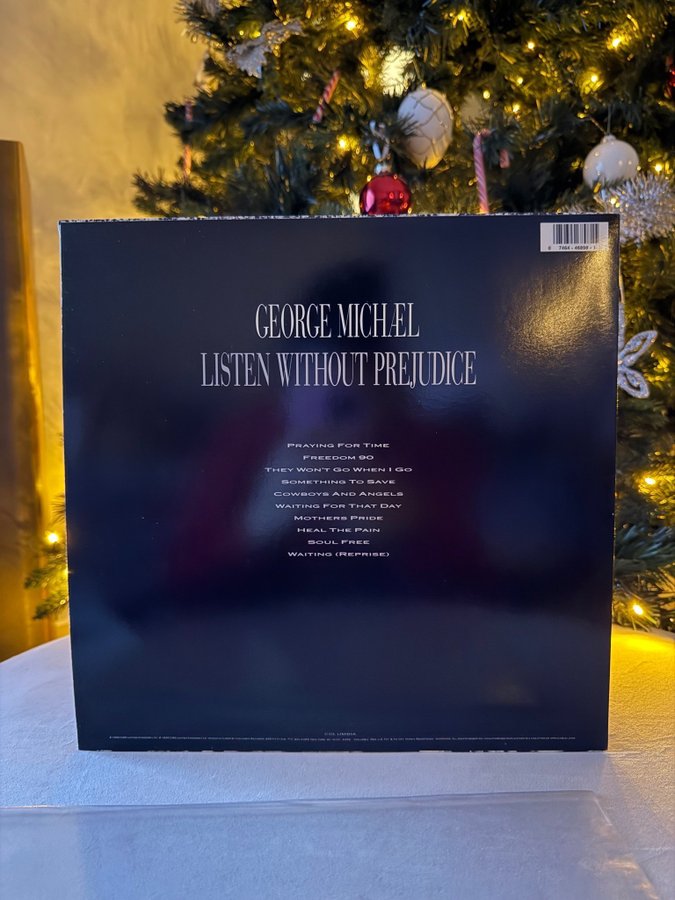 GEORGE MICHÆL
LISTEN WITHOUT PREJUDICE
PRAYING FOR TIME
FREEDOM 90
THEY WON'T GO WHEN I GO
SOMETHING TO SAVE
COWBOYS AND ANGELS
WAITING FOR THAT DAY
MOTHERS PRIDE
HEAL THE PAIN
SOUL FREE
WAITING (REPRISE)
COLUMBIA